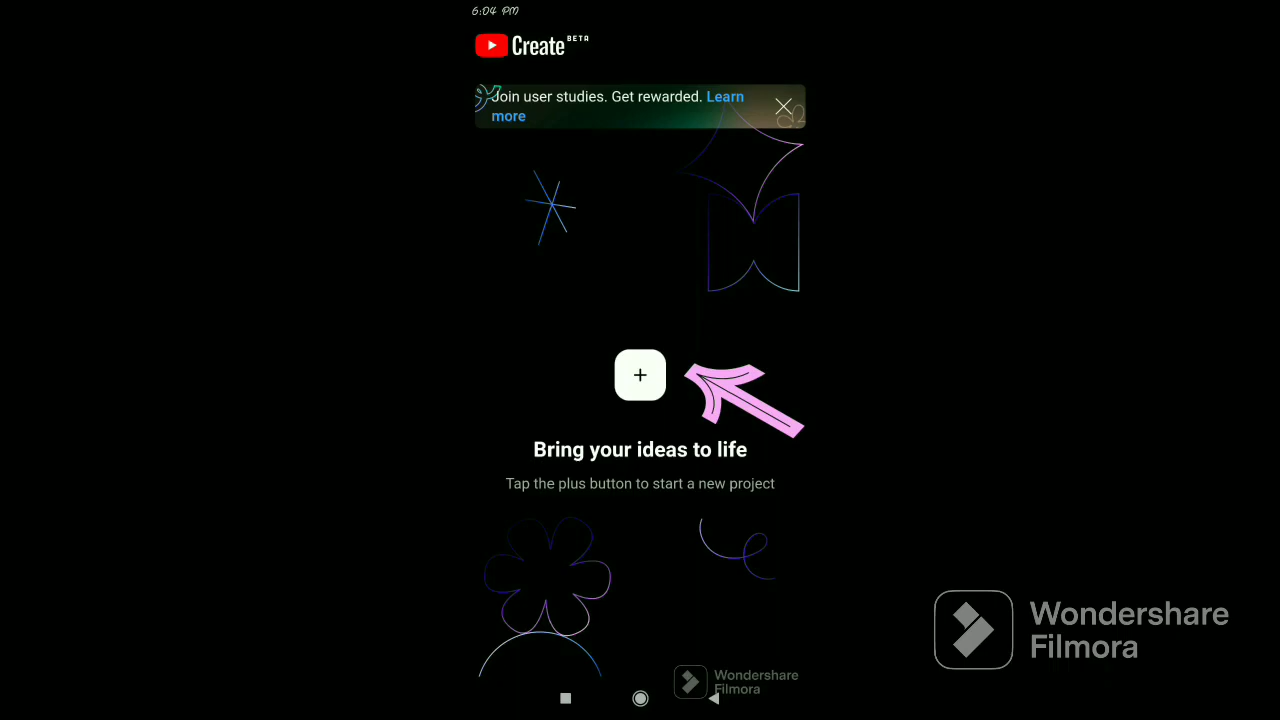 6:04 PM
Create BETA
Join user studies. Get rewarded. Learn
more
+
Bring your ideas to life
Tap the plus button to start a new project
Wondershare
Filmora
Wondershare
Filmora